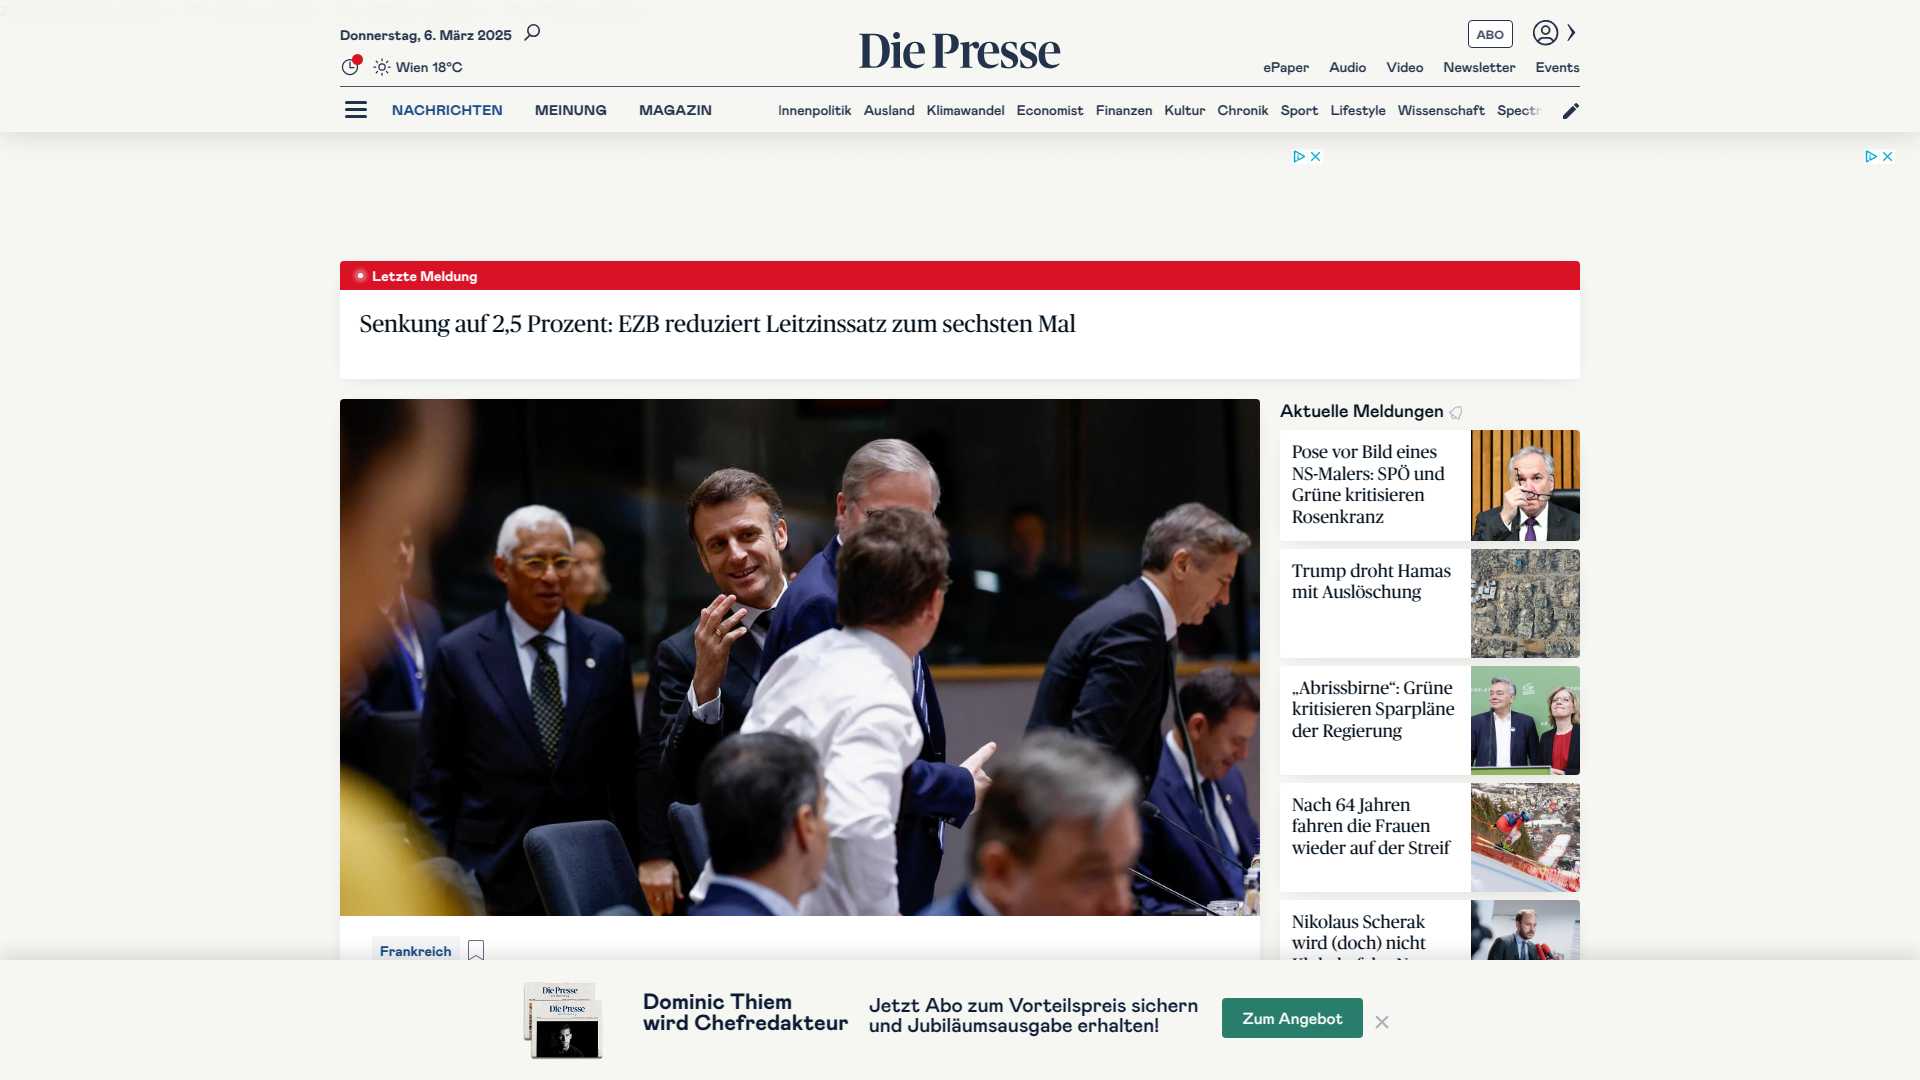 Donnerstag, 6. März 2025
Die Presse
ABO
Wien 18°C
ePaper Audio Video Newsletter Events
NACHRICHTEN MEINUNG MAGAZIN
Innenpolitik Ausland Klimawandel Economist Finanzen Kultur Chronik Sport Lifestyle Wissenschaft Spectr
Letzte Meldung
Senkung auf 2,5 Prozent: EZB reduziert Leitzinssatz zum sechsten Mal
Aktuelle Meldungen
Pose vor Bild eines
NS-Malers: SPÖ und
Grüne kritisieren
Rosenkranz
Trump droht Hamas
mit Auslöschung
„Abrissbirne“: Grüne
kritisieren Sparpläne
der Regierung
Nach 64 Jahren
fahren die Frauen
wieder auf der Streif
Nikolaus Scherak
wird (doch) nicht
Frankreich
Die Presse
Die Presse
Dominic Thiem
wird Chefredakteur
Jetzt Abo zum Vorteilspreis sichern
und Jubiläumsausgabe erhalten!
Zum Angebot